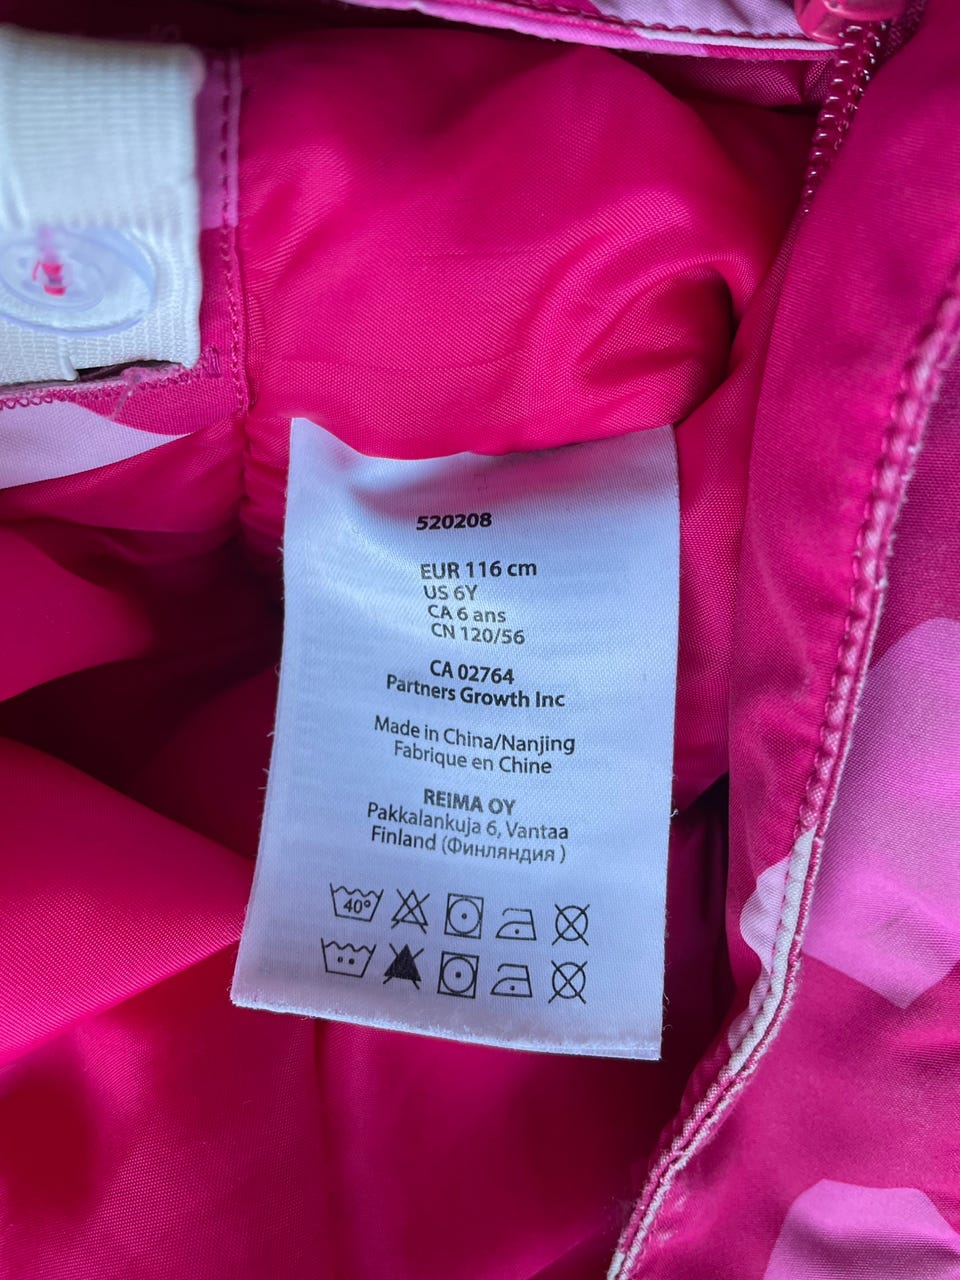 520208
EUR 116 cm
US 6Y
CA 6 ans
CN 120/56
CA 02764
Partners Growth Inc
Made in China/Nanjing
Fabrique en Chine
REIMA OY
Pakkalankuja 6, Vantaa
Finland (Финляндия )
40°